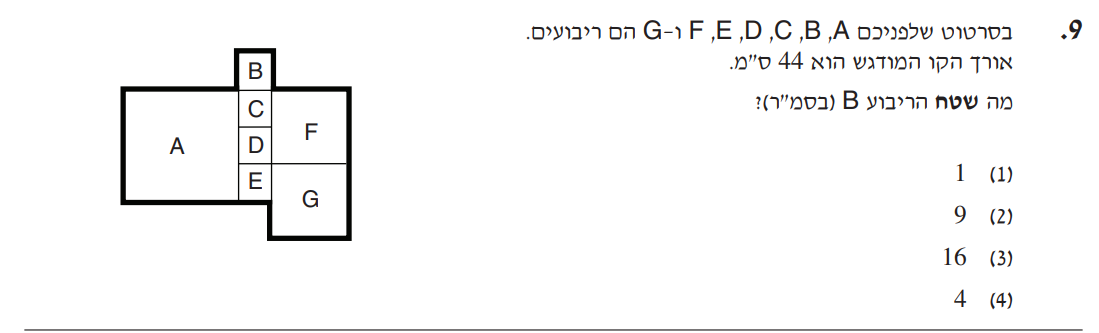 .9 בסרטוט שלפניכם A, B, C, D, E, F ו-G הם ריבועים.
אורך הקו המודגש הוא 44 ס"מ.
מה שטח הריבוע B (בסמ"ר)?
(1) 1
(2) 9
(3) 16
(4) 4
B
C
A
D
F
E
G